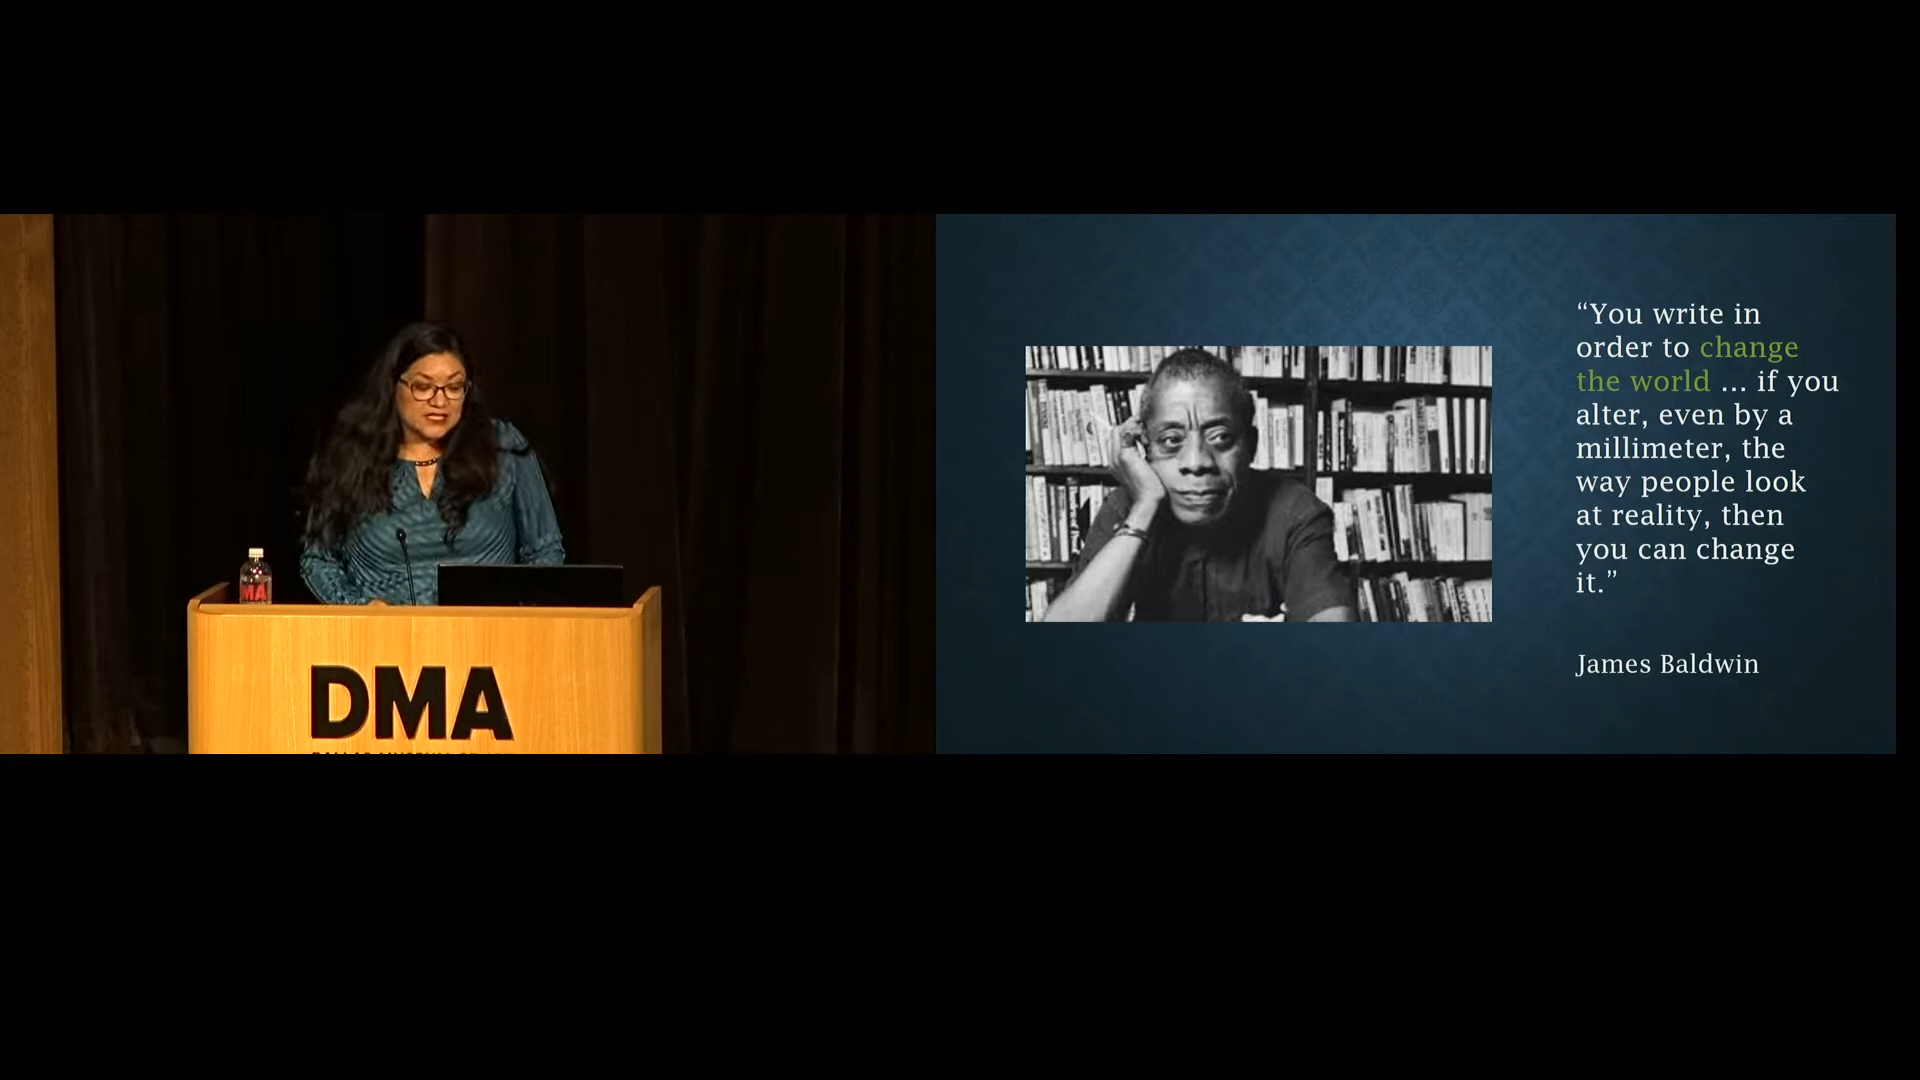 MA
DMA
“You write in
order to change
the world ... if you
alter, even by a
millimeter, the
way people look
at reality, then
you can change
it.”
James Baldwin